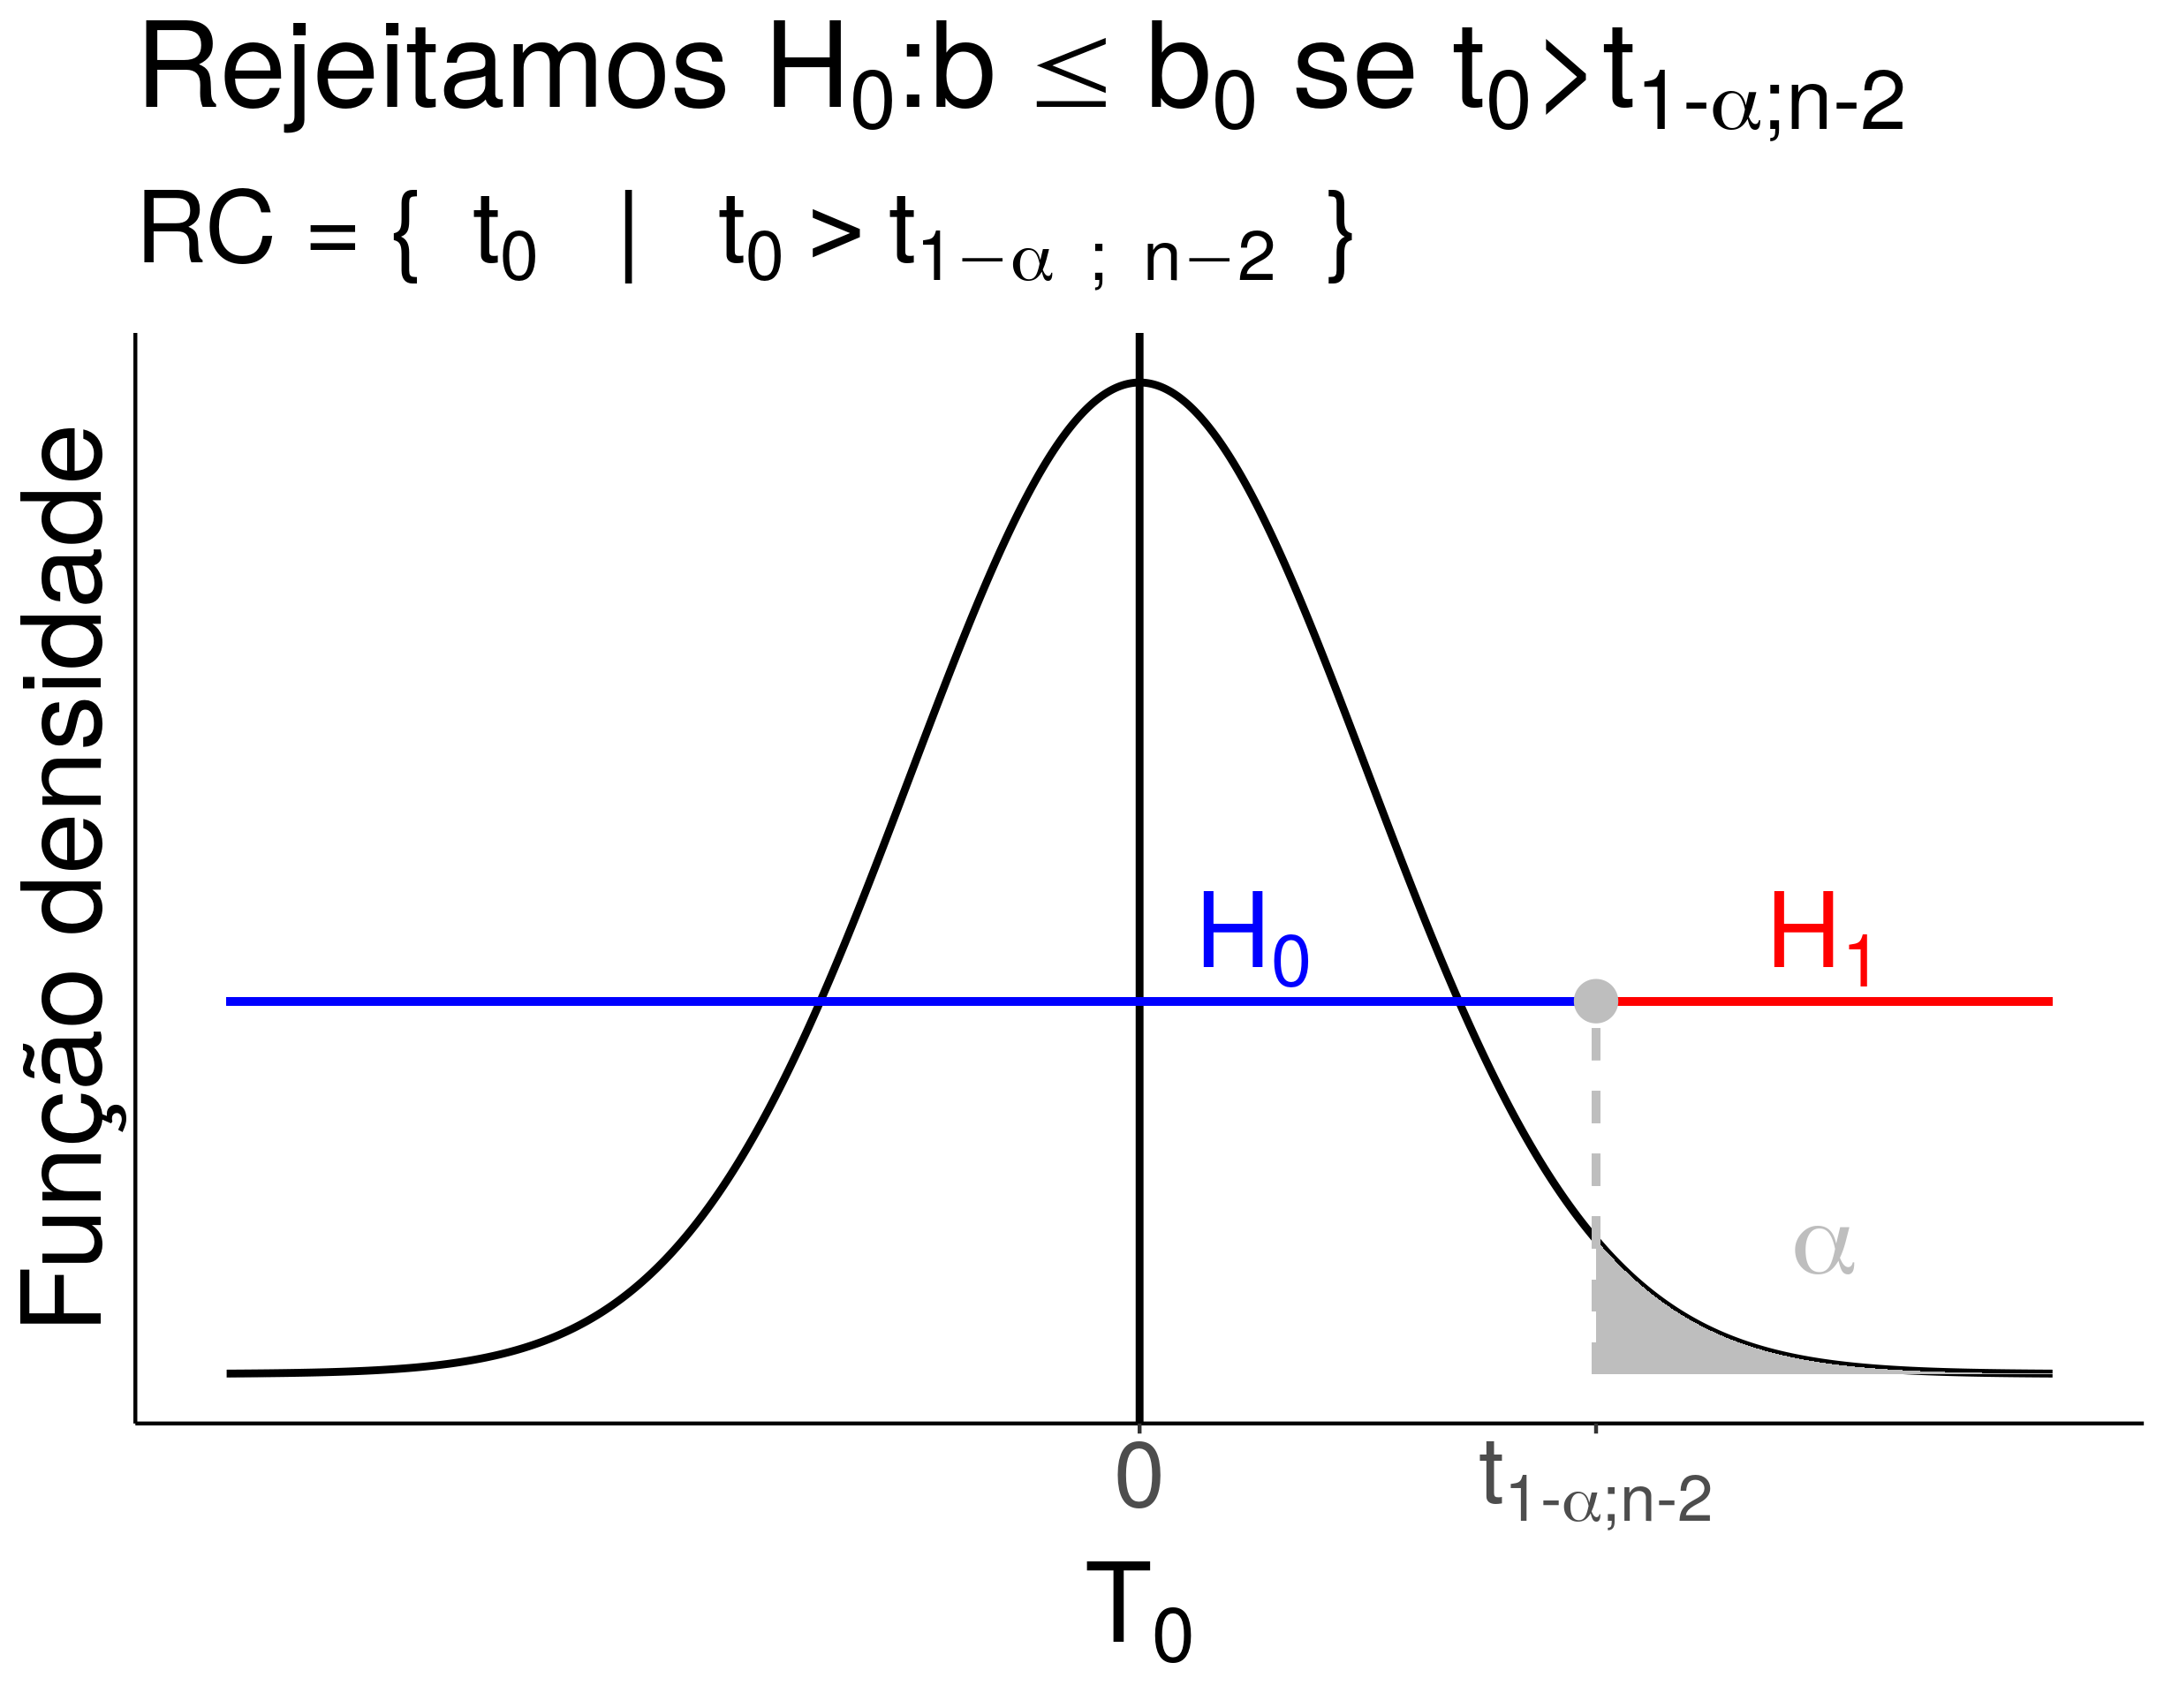 Rejeitamos H₀:b ≤ b₀ se t₀>t₁₋α;n-2
RC = { t₀ | t₀ > t₁₋α ; n−2 }
Função densidade
H₀
H₁
α
0
t₁₋α;n-2
T₀